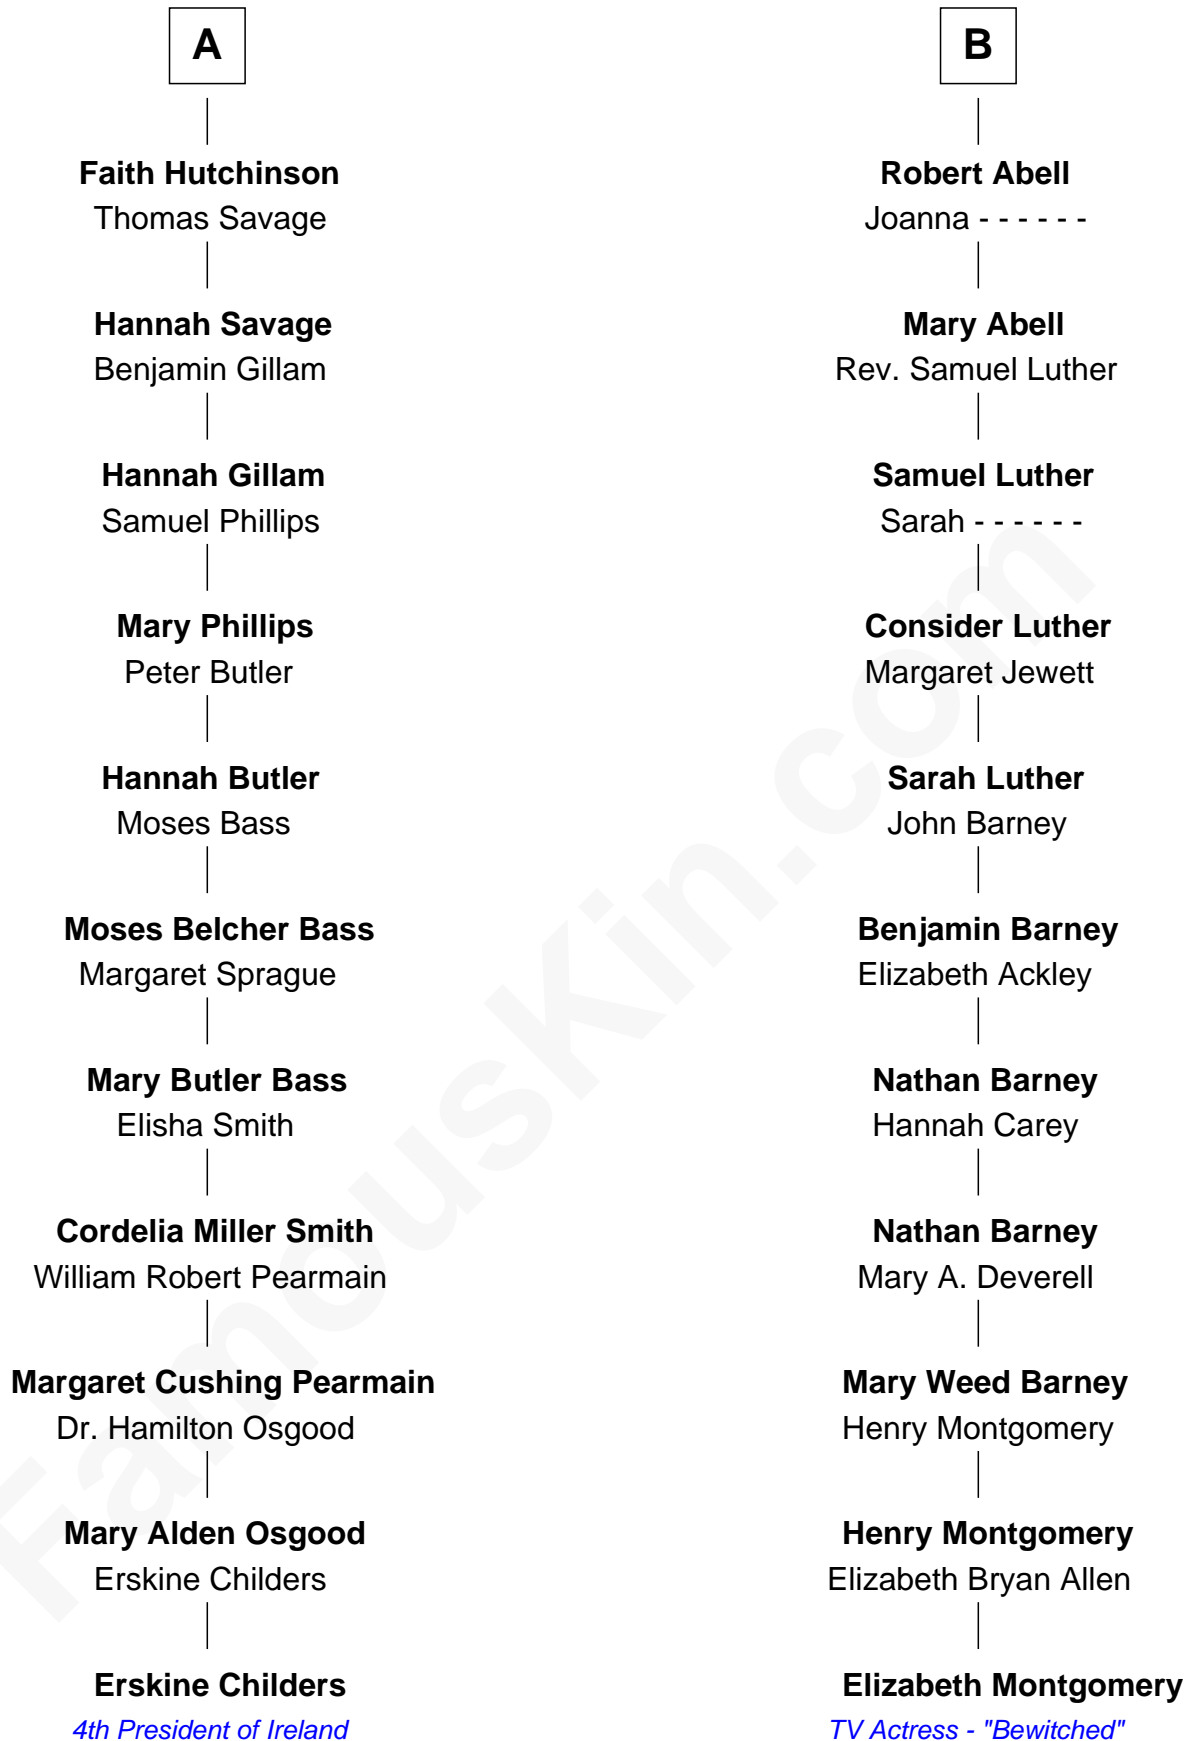 A
Faith Hutchinson
Thomas Savage
Hannah Savage
Benjamin Gillam
Hannah Gillam
Samuel Phillips
Mary Phillips
Peter Butler
Hannah Butler
Moses Bass
Moses Belcher Bass
Margaret Sprague
Mary Butler Bass
Elisha Smith
Cordelia Miller Smith
William Robert Pearmain
Margaret Cushing Pearmain
Dr. Hamilton Osgood
Mary Alden Osgood
Erskine Childers
Erskine Childers
4th President of Ireland
B
Robert Abell
Joanna - - - - - -
Mary Abell
Rev. Samuel Luther
Samuel Luther
Sarah - - - - - -
Consider Luther
Margaret Jewett
Sarah Luther
John Barney
Benjamin Barney
Elizabeth Ackley
Nathan Barney
Hannah Carey
Nathan Barney
Mary A. Deverell
Mary Weed Barney
Henry Montgomery
Henry Montgomery
Elizabeth Bryan Allen
Elizabeth Montgomery
TV Actress - "Bewitched"
FamousKin.com